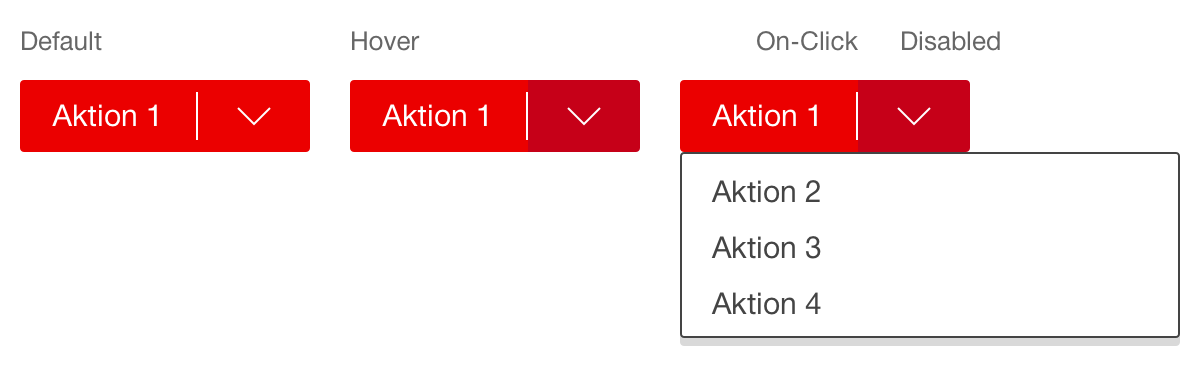 Default Hover On-Click Disabled
Aktion 1 Aktion 1 Aktion 1
Aktion 2
Aktion 3
Aktion 4